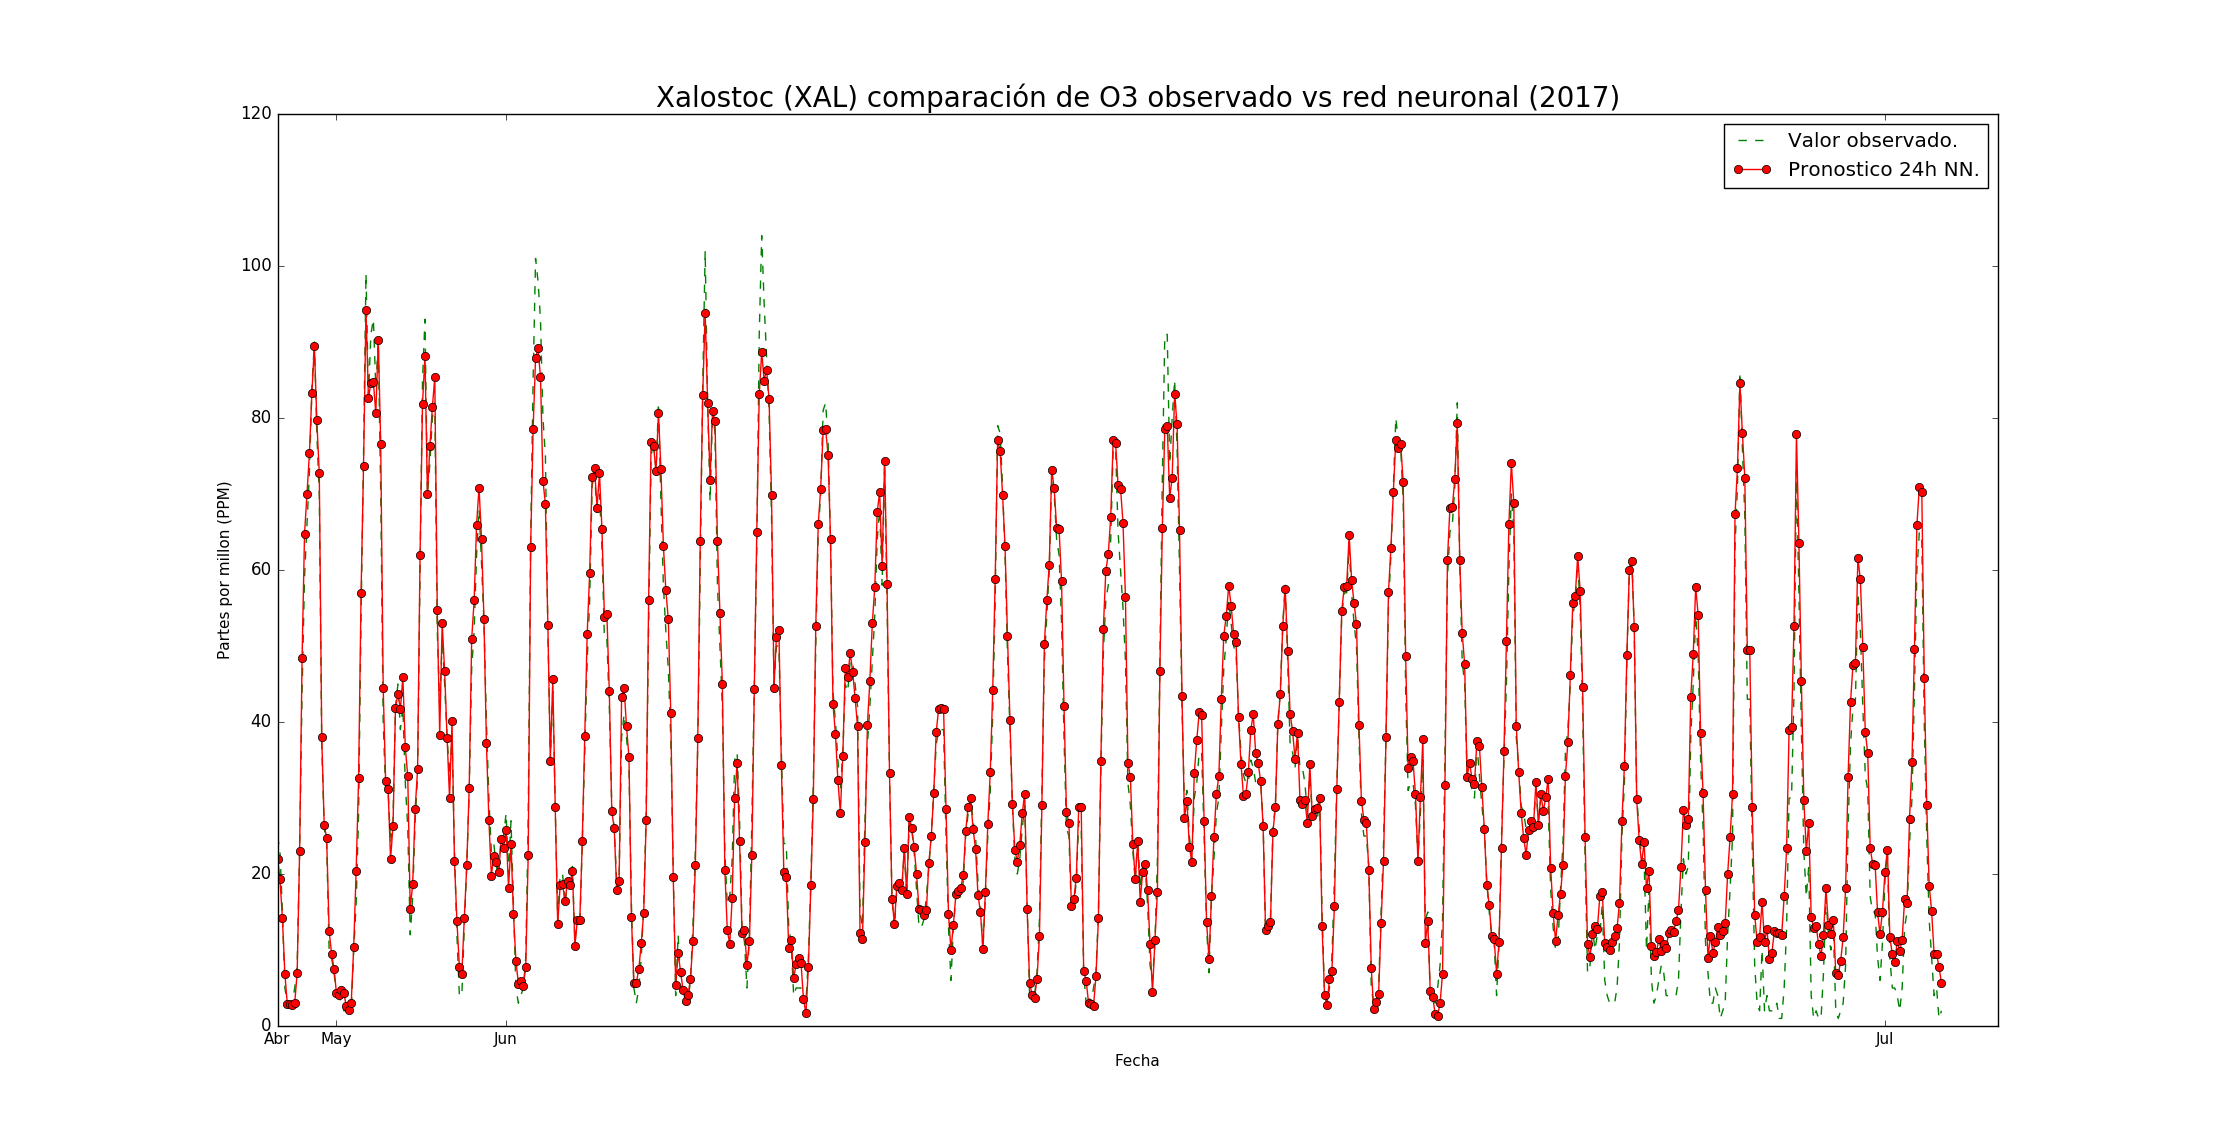 Xalostoc (XAL) comparación de O3 observado vs red neuronal (2017)
120
100
80
60
40
20
0
Partes por millon (PPM)
Valor observado.
Pronostico 24h NN.
Abr May Jun Jul
Fecha